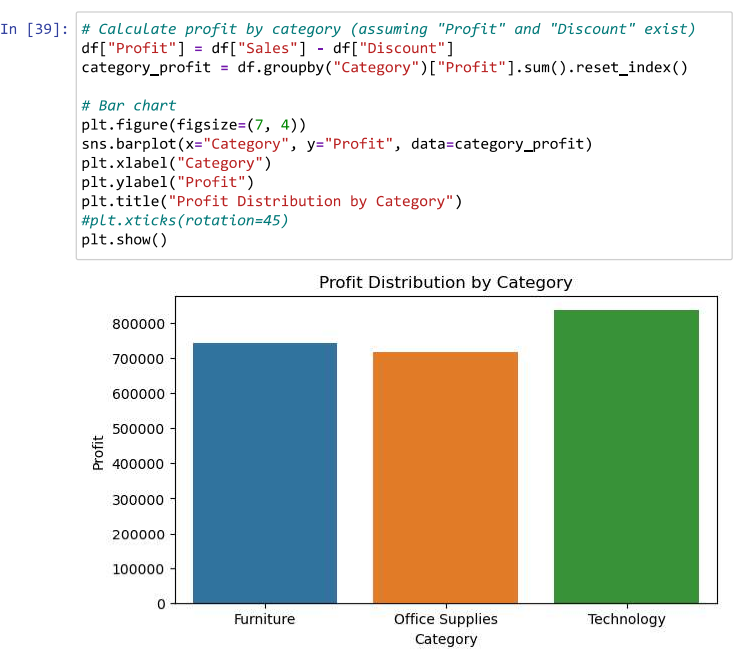 In [39]:
# Calculate profit by category (assuming "Profit" and "Discount" exist)
df["Profit"] = df["Sales"] - df["Discount"]
category_profit = df.groupby("Category")["Profit"].sum().reset_index()
# Bar chart
plt.figure(figsize=(7, 4))
sns.barplot(x="Category", y="Profit", data=category_profit)
plt.xlabel("Category")
plt.ylabel("Profit")
plt.title("Profit Distribution by Category")
#plt.xticks(rotation=45)
plt.show()
Profit Distribution by Category
800000
700000
600000
500000
400000
300000
200000
100000
0
Profit
Furniture
Office Supplies
Technology
Category